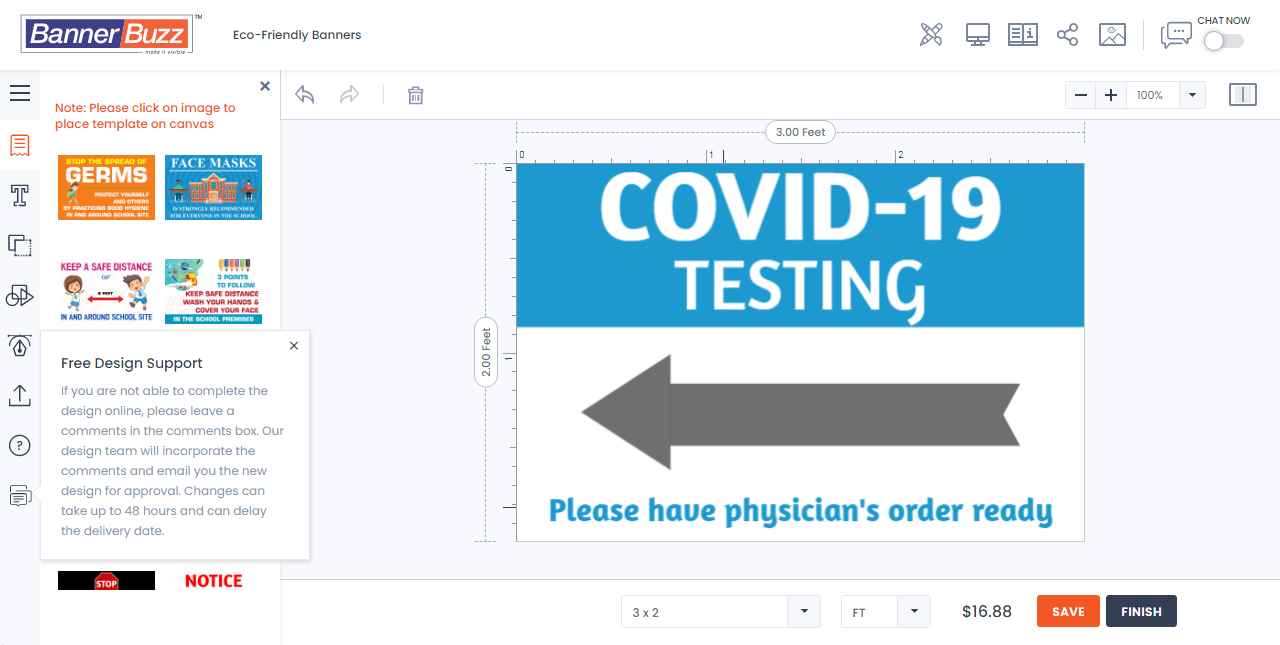 BannerBuzz™
make it visible
Eco-Friendly Banners
CHAT NOW
Note: Please click on image to
place template on canvas
100%
STOP THE SPREAD OF
GERMS
PROTECT YOURSELF
AND OTHERS
BY PRACTICING GOOD HYGIENE
IN AND AROUND SCHOOL SITE
FACE MASKS
IS STRONGLY RECOMMENDED
FOR EVERYONE IN THE SCHOOL
KEEP A SAFE DISTANCE
6 FEET
IN AND AROUND SCHOOL SITE
3 POINTS
TO FOLLOW
KEEP SAFE DISTANCE
WASH YOUR HANDS &
COVER YOUR FACE
IN THE SCHOOL PREMISES
Free Design Support
If you are not able to complete the
design online, please leave a
comments in the comments box. Our
design team will incorporate the
comments and email you the new
design for approval. Changes can
take up to 48 hours and can delay
the delivery date.
STOP
NOTICE
3.00 Feet
0 1 2
0
1
2.00 Feet
COVID-19
TESTING
Please have physician's order ready
3 x 2
FT
$16.88
SAVE
FINISH